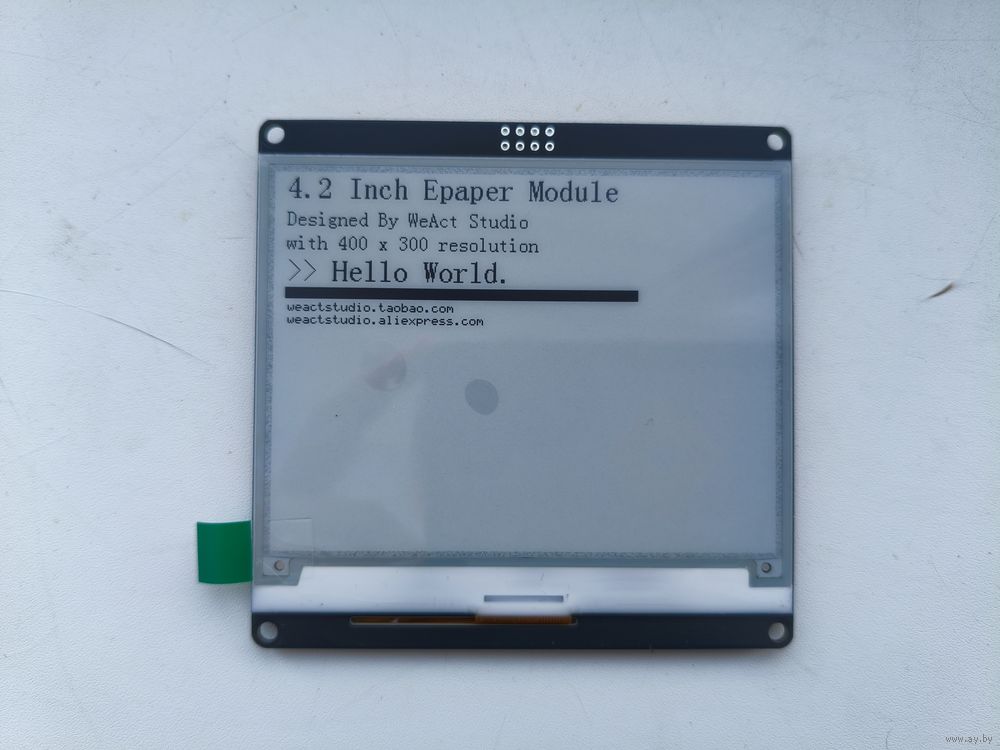 4.2 Inch Epaper Module
Designed By WeAct Studio
with 400 x 300 resolution
>> Hello World.
weactstudio.taobao.com
weactstudio.aliexpress.com
www.ay.by